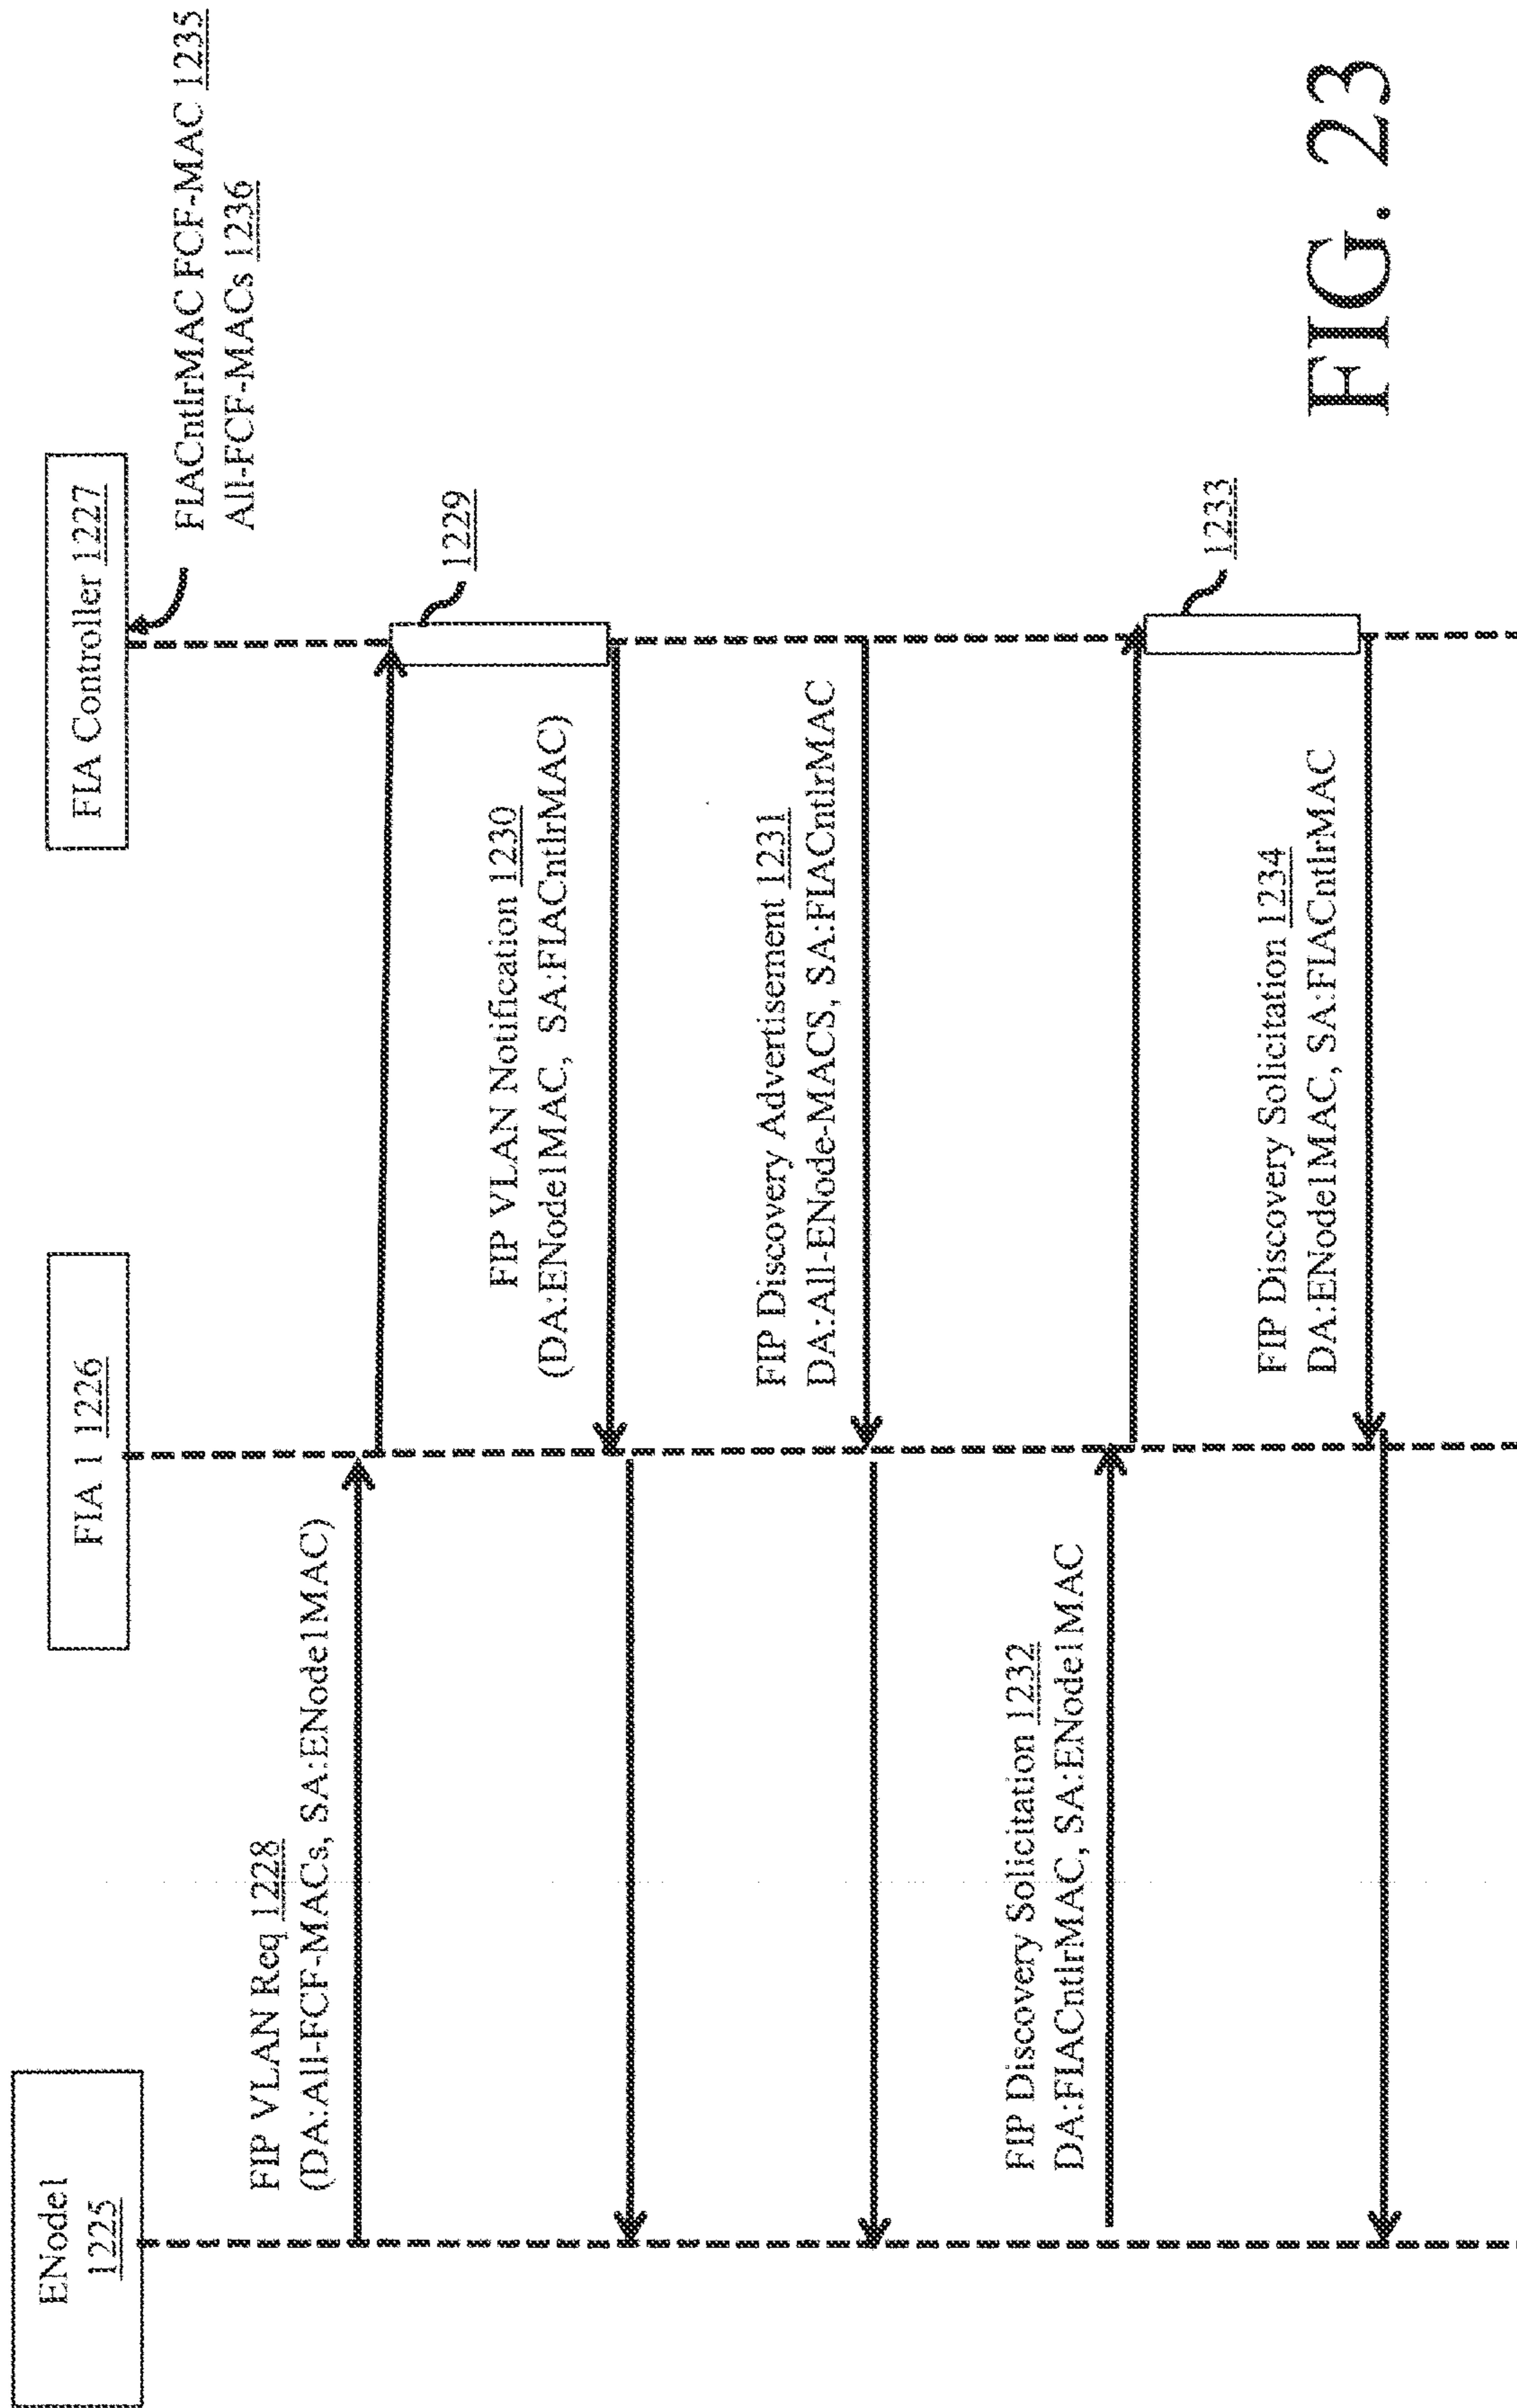 ENode1
1225
FIA 1 1226
FIA Controller 1227
FIACntlrMAC FCF-MAC 1235
All-FCF-MACs 1236
FIP VLAN Req 1228
(DA:All-FCF-MACs, SA:ENode1MAC)
1229
FIP VLAN Notification 1230
(DA:ENode1MAC, SA:FIACntlrMAC)
FIP Discovery Advertisement 1231
DA:All-ENode-MACS, SA:FIACntlrMAC
FIP Discovery Solicitation 1232
DA:FIACntlrMAC, SA:ENode1MAC
1233
FIP Discovery Solicitation 1234
DA:ENode1MAC, SA:FIACntlrMAC
FIG. 23